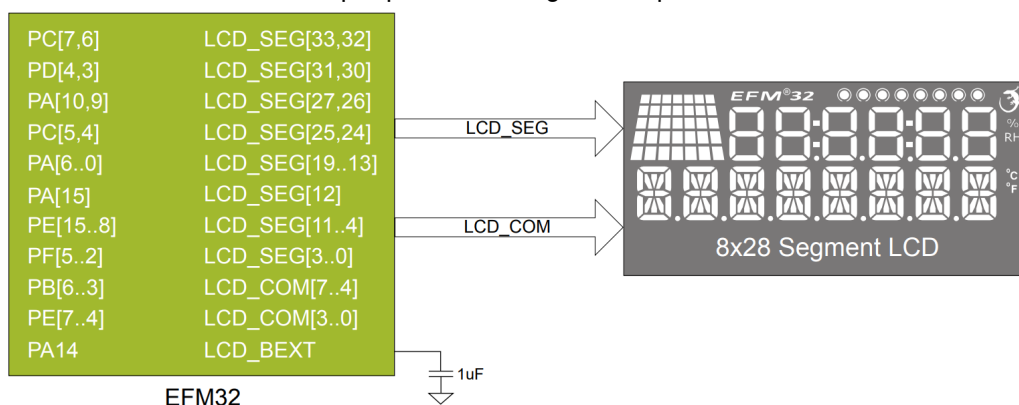 PC[7,6] LCD_SEG[33,32]
PD[4,3] LCD_SEG[31,30]
PA[10,9] LCD_SEG[27,26]
PC[5,4] LCD_SEG[25,24]
PA[6..0] LCD_SEG[19..13]
PA[15] LCD_SEG[12]
PE[15..8] LCD_SEG[11..4]
PF[5..2] LCD_SEG[3..0]
PB[6..3] LCD_COM[7..4]
PE[7..4] LCD_COM[3..0]
PA14 LCD_BEXT
EFM32
1uF
LCD_SEG
LCD_COM
EFM®32
%
RH
°C
°F
8x28 Segment LCD